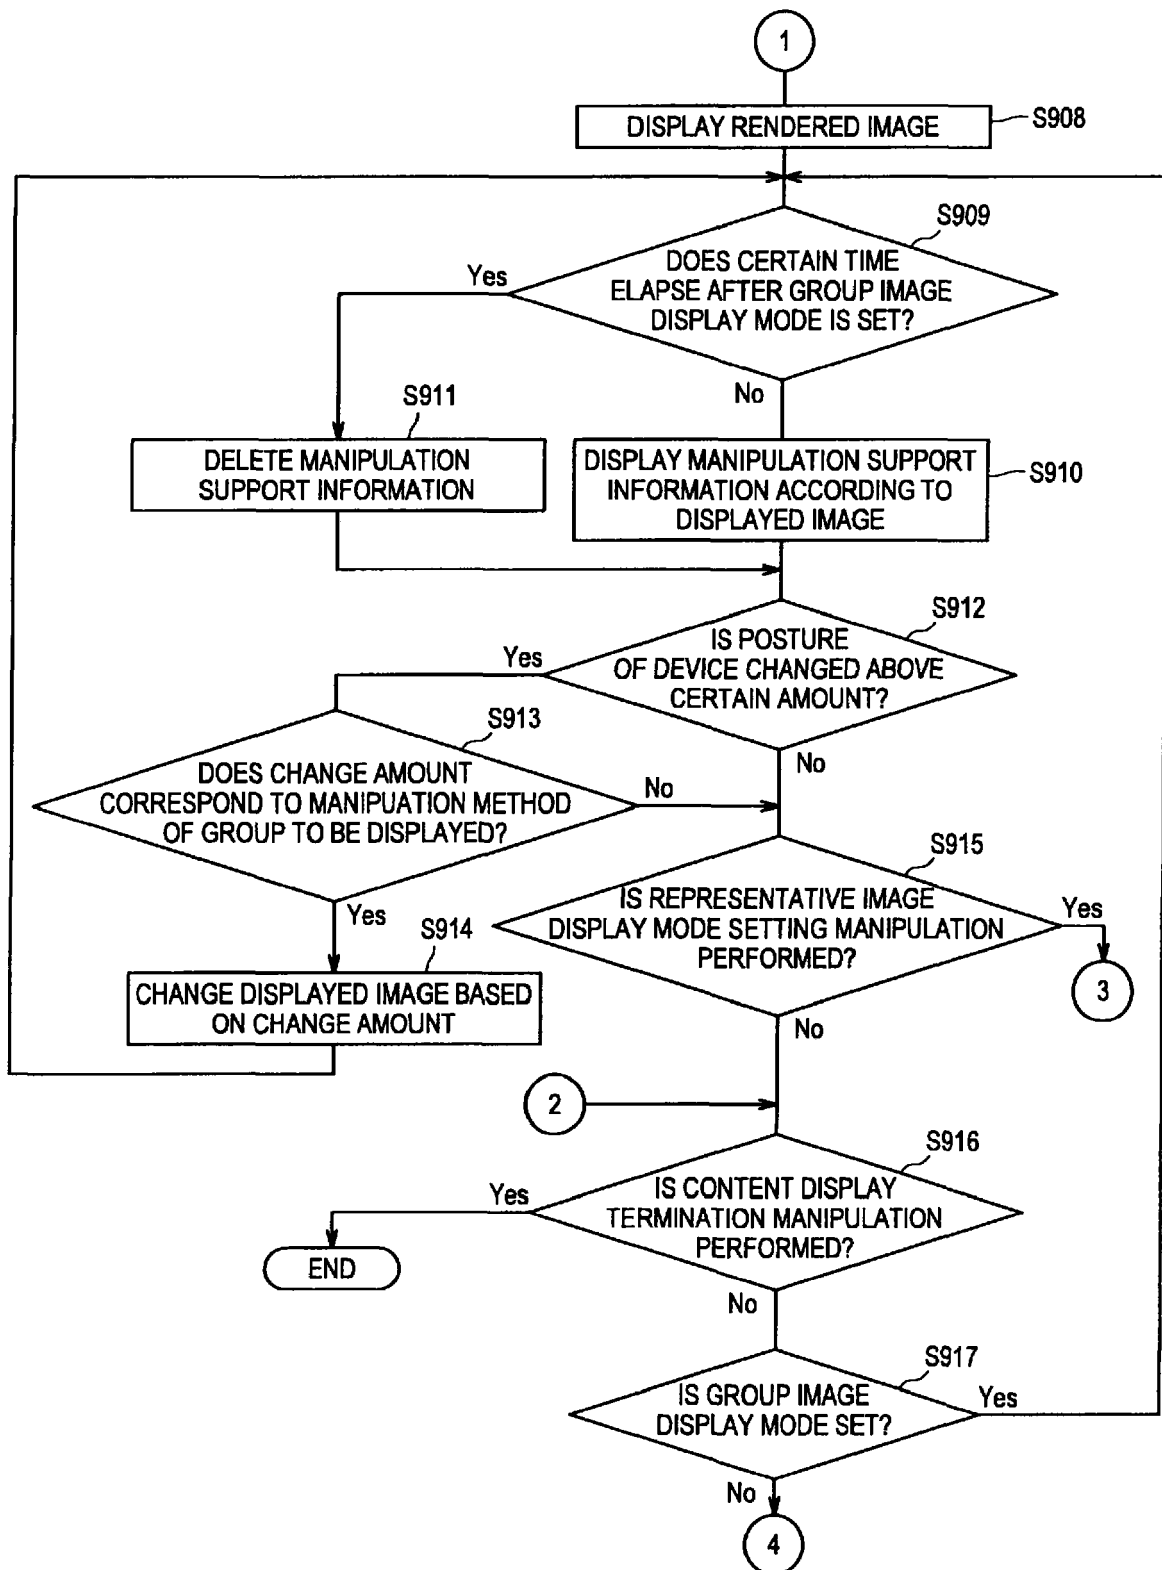 1
DISPLAY RENDERED IMAGE
S908
S909
DOES CERTAIN TIME
ELAPSE AFTER GROUP IMAGE
DISPLAY MODE IS SET?
Yes
No
S911
DELETE MANIPULATION
SUPPORT INFORMATION
DISPLAY MANIPULATION SUPPORT
INFORMATION ACCORDING TO
DISPLAYED IMAGE
S910
S912
IS POSTURE
OF DEVICE CHANGED ABOVE
CERTAIN AMOUNT?
Yes
No
S913
DOES CHANGE AMOUNT
CORRESPOND TO MANIPUATION METHOD
OF GROUP TO BE DISPLAYED?
No
Yes
S914
CHANGE DISPLAYED IMAGE BASED
ON CHANGE AMOUNT
S915
IS REPRESENTATIVE IMAGE
DISPLAY MODE SETTING MANIPULATION
PERFORMED?
Yes
3
No
2
S916
IS CONTENT DISPLAY
TERMINATION MANIPULATION
PERFORMED?
Yes
END
No
S917
IS GROUP IMAGE
DISPLAY MODE SET?
Yes
No
4